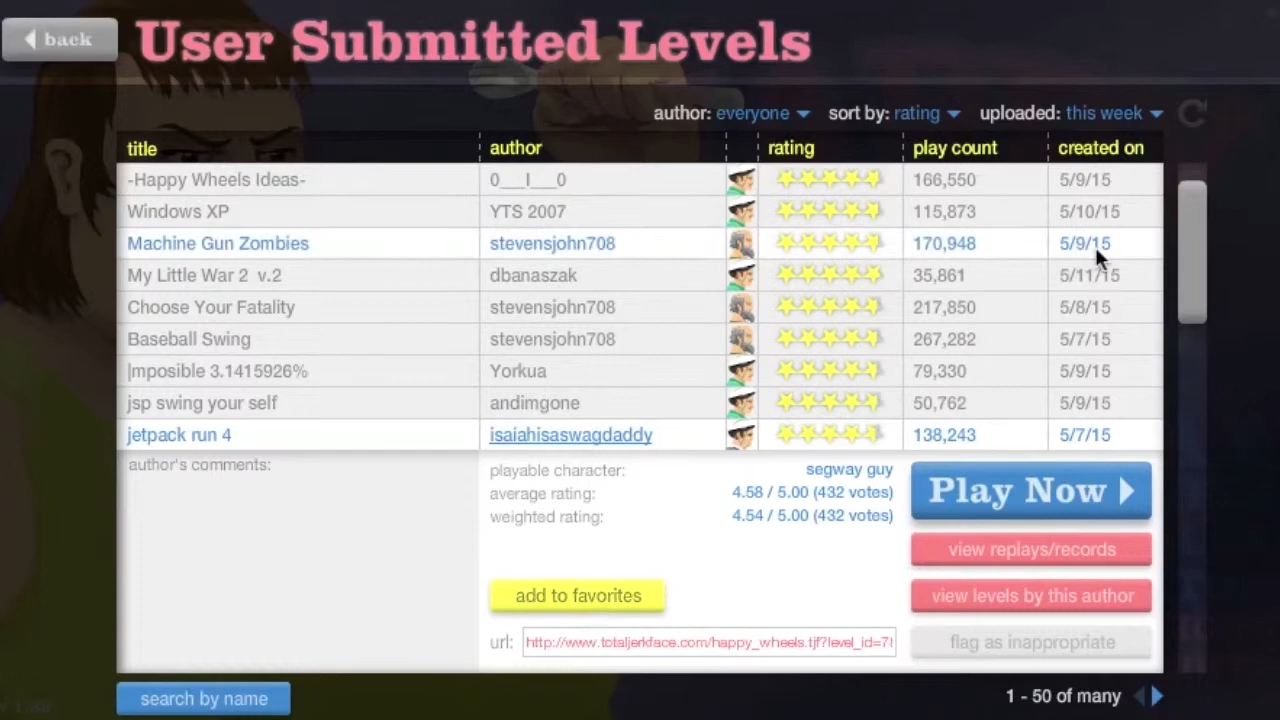 back
User Submitted Levels
author: everyone sort by: rating uploaded: this week
title author rating play count created on
-Happy Wheels Ideas- 0___I___0 166,550 5/9/15
Windows XP YTS 2007 115,873 5/10/15
Machine Gun Zombies stevensjohn708 170,948 5/9/15
My Little War 2 v.2 dbanaszak 35,861 5/11/15
Choose Your Fatality stevensjohn708 217,850 5/8/15
Baseball Swing stevensjohn708 267,282 5/7/15
|mposible 3.1415926% Yorkua 79,330 5/9/15
jsp swing your self andimgone 50,762 5/9/15
jetpack run 4 isaiahisaswagdaddy 138,243 5/7/15
author's comments:
playable character: segway guy
average rating: 4.58 / 5.00 (432 votes)
weighted rating: 4.54 / 5.00 (432 votes)
Play Now
view replays/records
add to favorites
view levels by this author
url: http://www.totaljerkface.com/happy_wheels.tjf?level_id=7
flag as inappropriate
search by name
1 - 50 of many